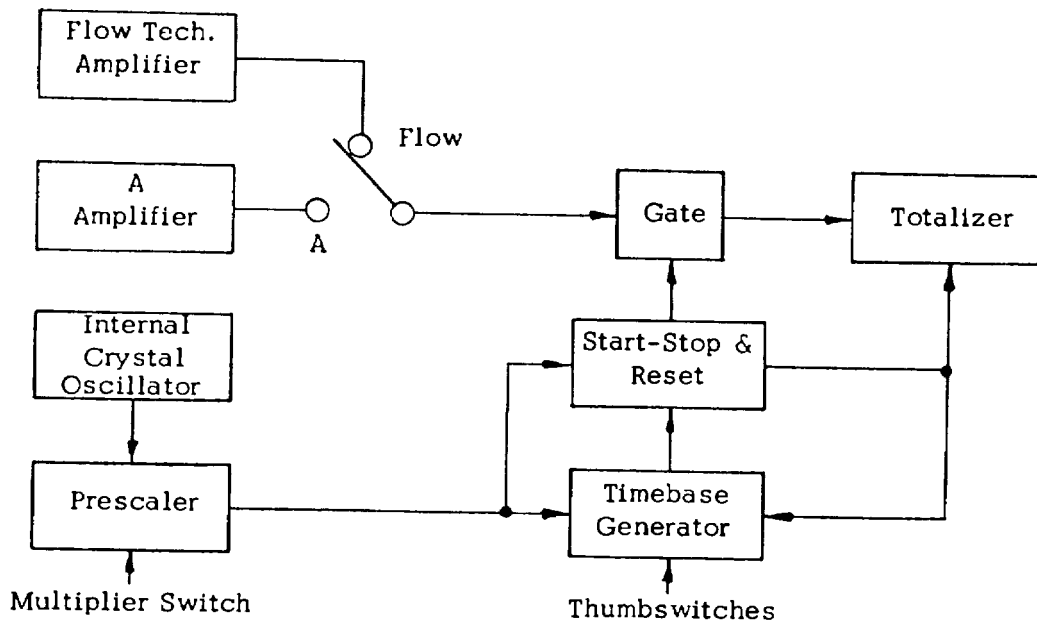 Flow Tech.
Amplifier
Flow
A
Amplifier
A
Gate
Totalizer
Internal
Crystal
Oscillator
Start-Stop &
Reset
Prescaler
Timebase
Generator
Multiplier Switch
Thumbswitches